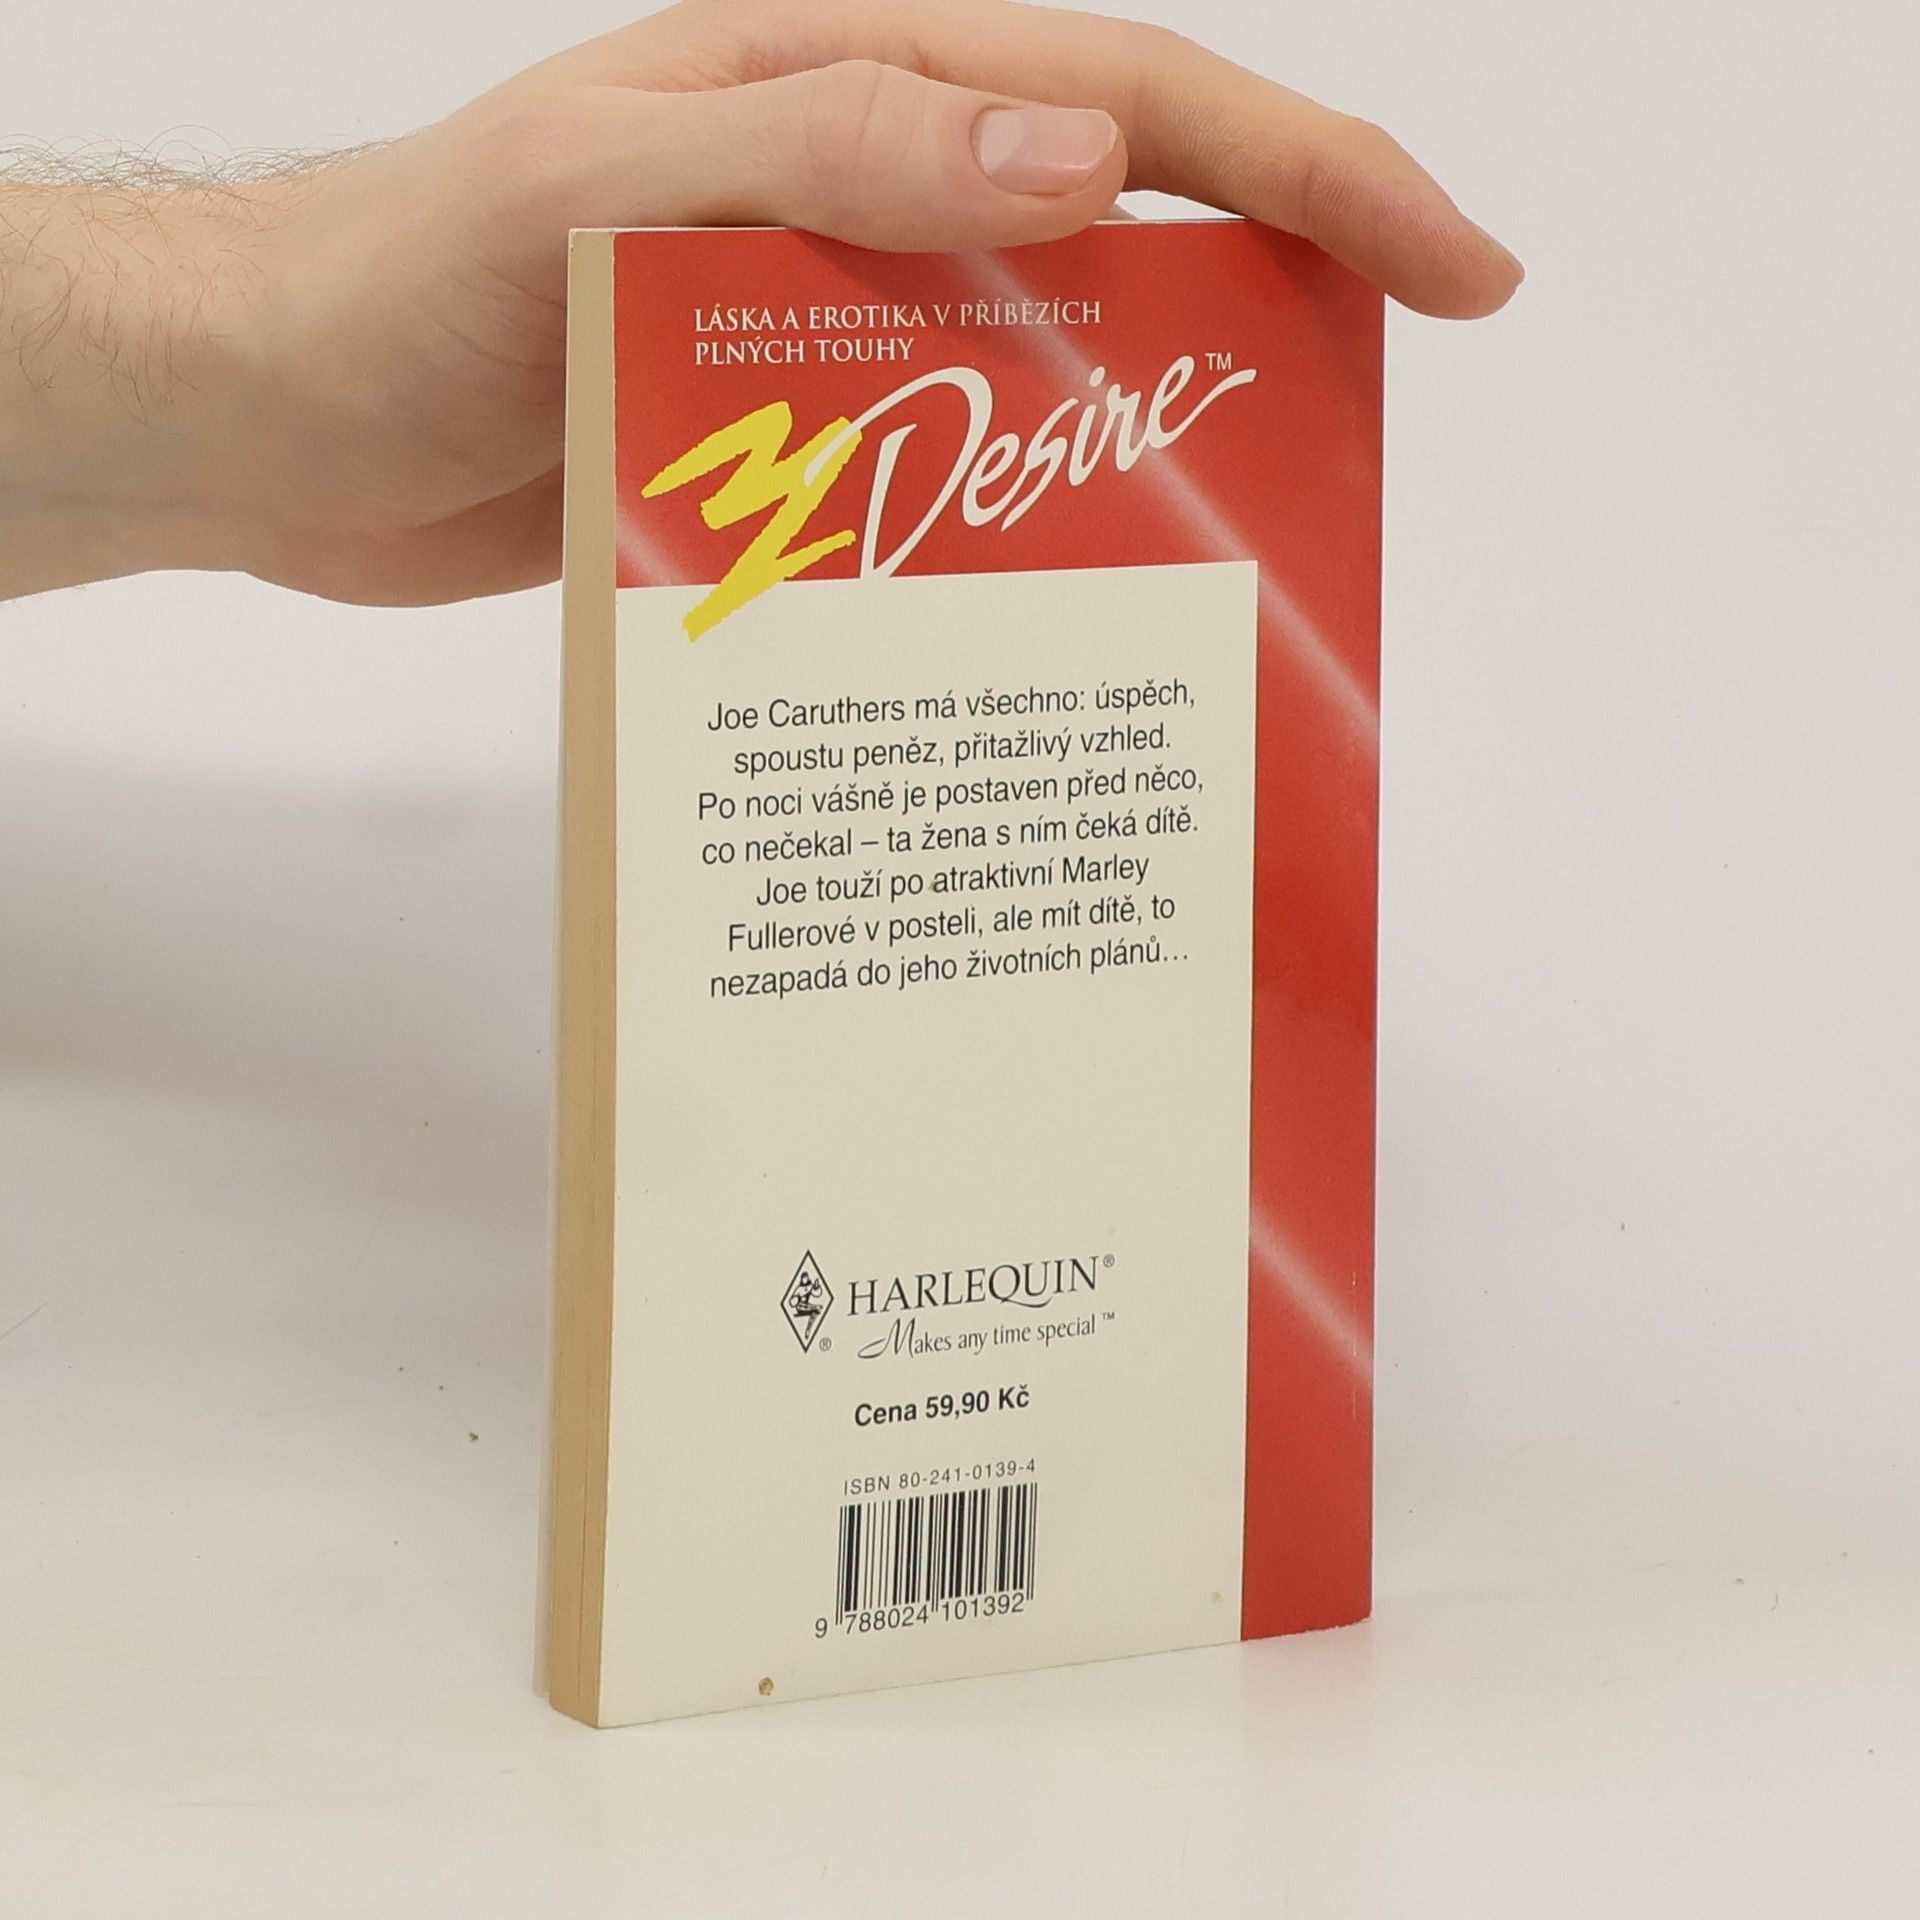 LÁSKA A EROTIKA V PŘÍBĚZÍCH
PLNÝCH TOUHY
Desire™
Joe Caruthers má všechno: úspěch,
spoustu peněz, přitažlivý vzhled.
Po noci vášně je postaven před něco,
co nečekal – ta žena s ním čeká dítě.
Joe touží po atraktivní Marley
Fullerové v posteli, ale mít dítě, to
nezapadá do jeho životních plánů...
HARLEQUIN®
®
Makes any time special™
Cena 59,90 Kč
ISBN 80-241-0139-4
9 788024 101392